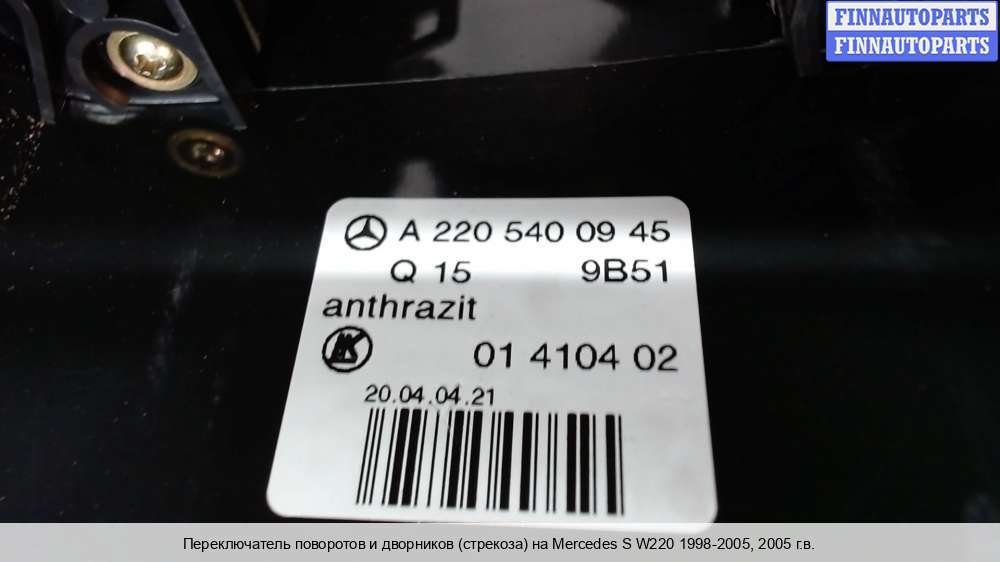 FINNAUTOPARTS
FINNAUTOPARTS
A 220 540 09 45
Q 15 9B51
anthrazit
01 4104 02
20.04.04.21
Переключатель поворотов и дворников (стрекоза) на Mercedes S W220 1998-2005, 2005 г.в.